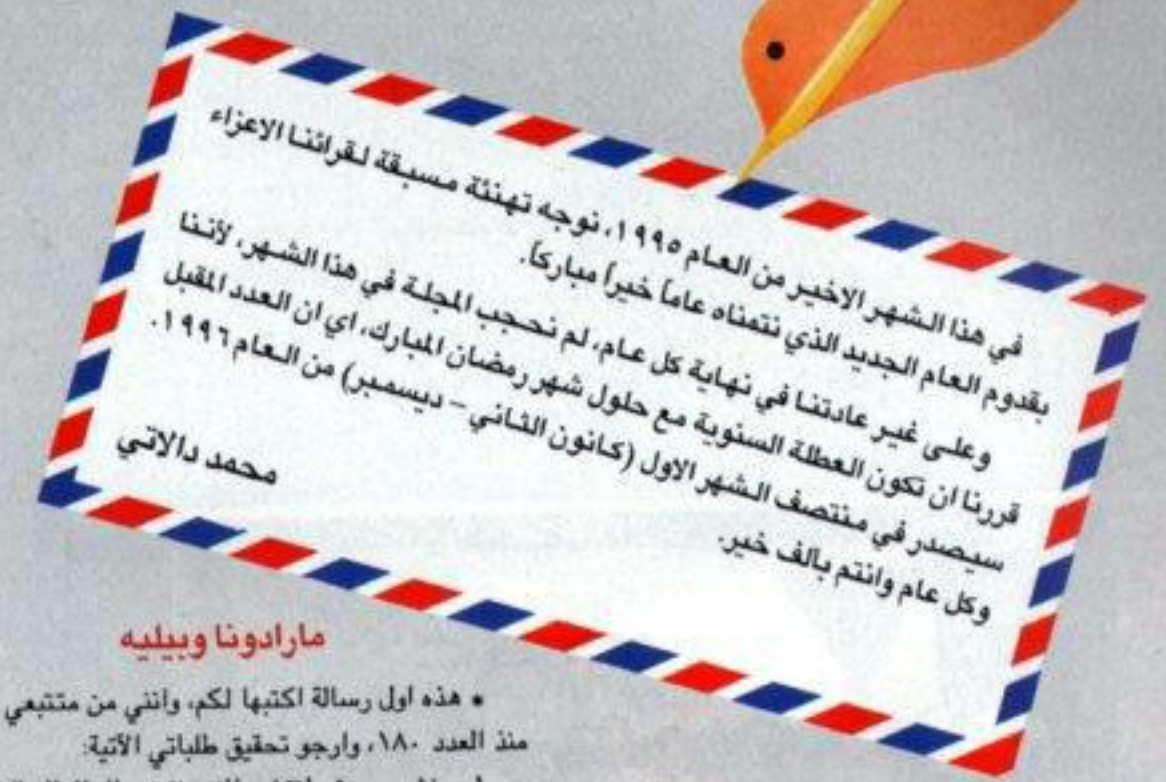 في هذا الشهر الاخير من العام ١٩٩٥، نوجه تهنئة مسبقة لقرائنا الاعزاء
بقدوم العام الجديد الذي نتمناه عاماً خيراً مباركاً.
وعلى غير عادتنا في نهاية كل عام، لم نحجب المجلة في هذا الشهر، لأننا
قررنا ان تكون العطلة السنوية مع حلول شهر رمضان المبارك، اي ان العدد المقبل
سيصدر في منتصف الشهر الاول (كانون الثاني - ديسمبر) من العام ١٩٩٦.
وكل عام وانتم بالف خير.
محمد دالاتي
مارادونا وبيليه
• هذه اول رسالة اكتبها لكم، وانني من متتبعي
منذ العدد ١٨٠، وارجو تحقيق طلباتي الآتية: